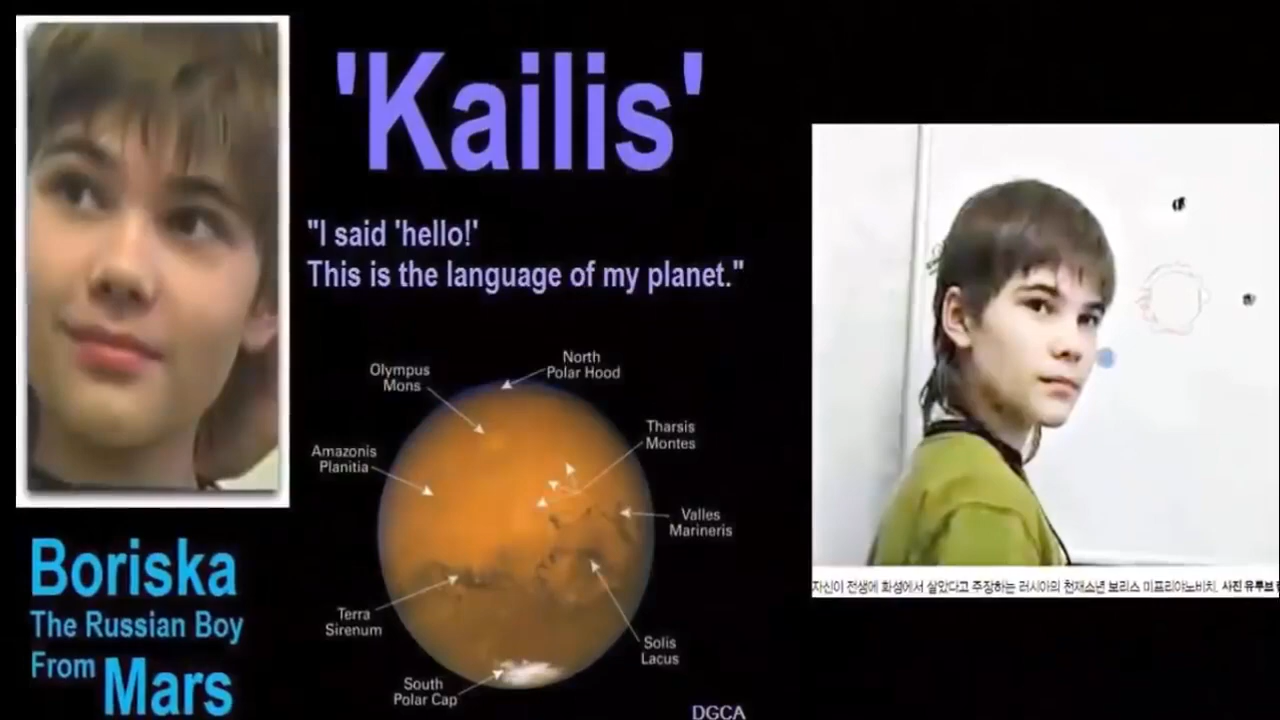 'Kailis'
"I said 'hello!'
This is the language of my planet."
Boriska
The Russian Boy
From Mars
North
Polar Hood
Olympus
Mons
Tharsis
Montes
Amazonis
Planitia
Valles
Marineris
Terra
Sirenum
Solis
Lacus
South
Polar Cap
자신이 전생에 화성에서 살았다고 주장하는 러시아의 천재소년 보리스 미프리아노비치. 사진 유투브
DGCA